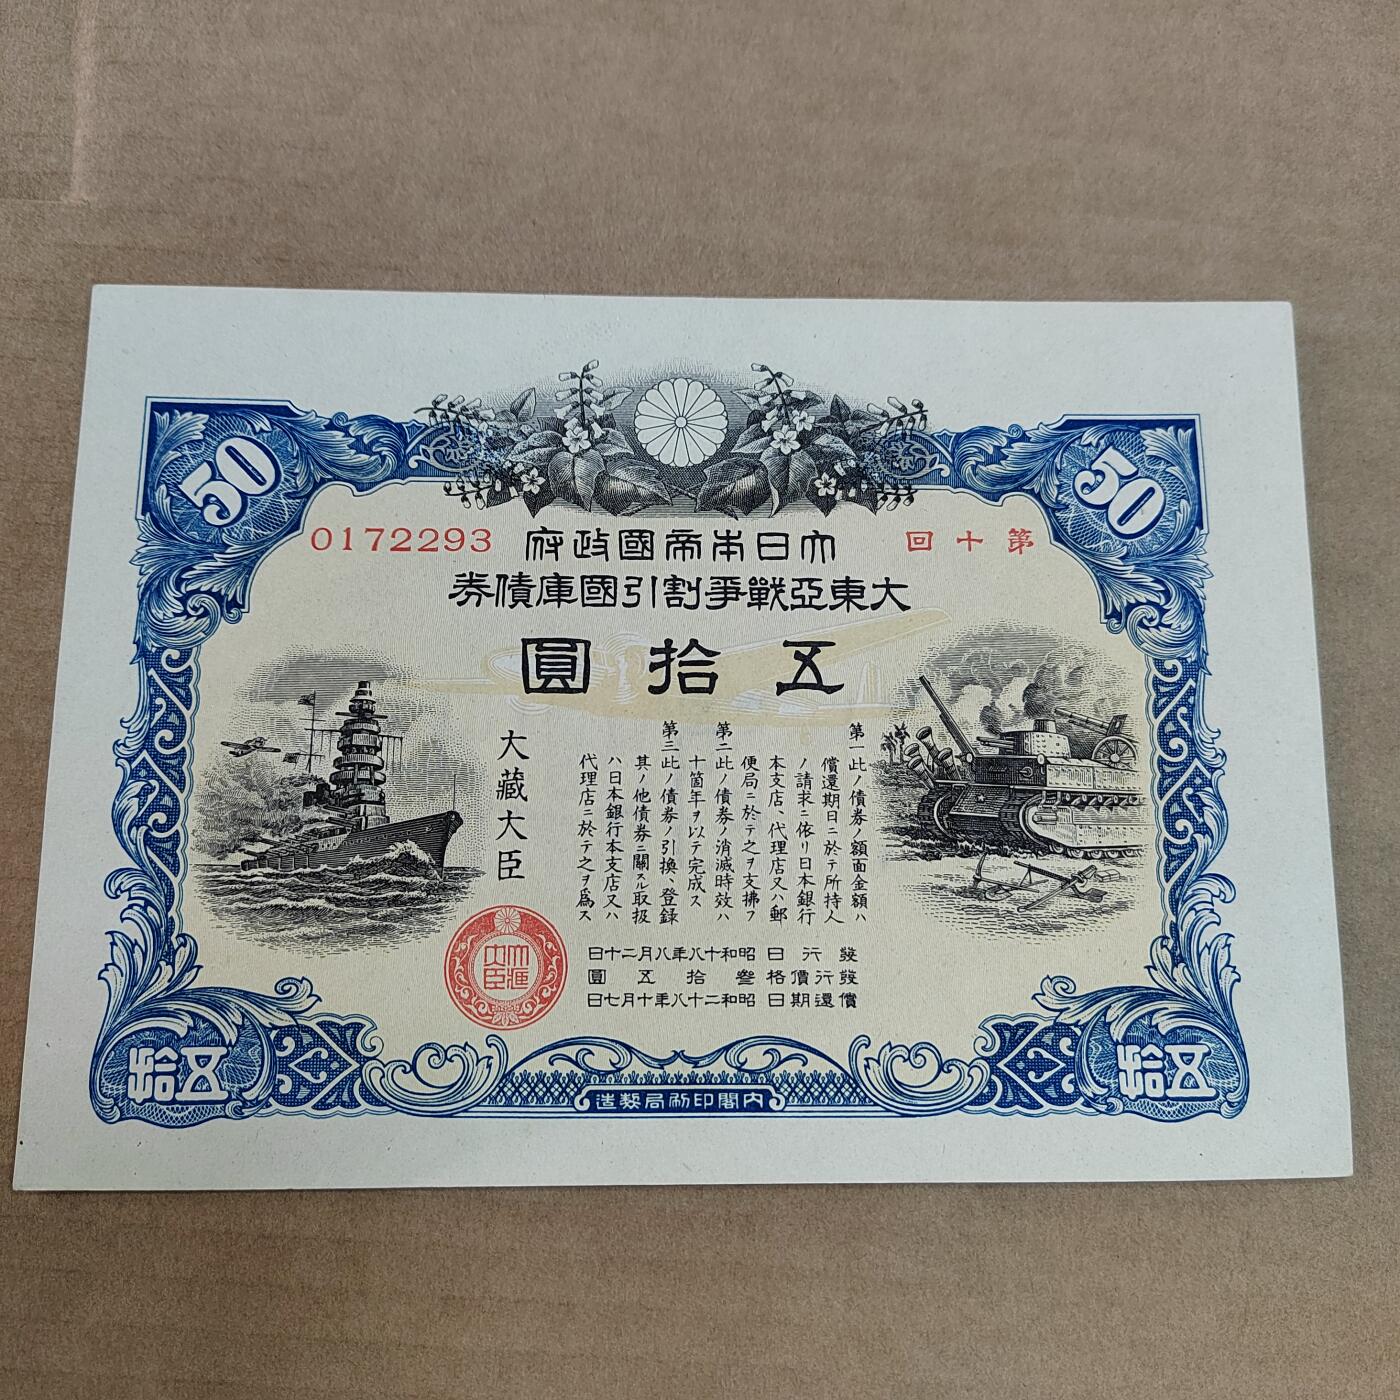 50
50
第十回
0172293
大日本帝國政府
大東亞戰爭割引國庫債券
五拾圓
第一 此ノ債券ノ額面金額ハ
償還期日ニ於テ所持人
ノ請求ニ依リ日本銀行
本支店、代理店又ハ郵
便局ニ於テ之ヲ支拂フ
第二 此ノ債券ノ消滅時效ハ
十箇年ヲ以テ完成ス
第三 此ノ債券ノ引換、登錄
其ノ他債券ニ關スル取扱
ハ日本銀行本支店又ハ
代理店ニ於テ之ヲ爲ス
大藏大臣
發行日 昭和十八年八月二十日
發行價格 叁拾五圓
償還期日 昭和二十八年十月七日
大藏大臣
五拾
五拾
內閣印刷局製造